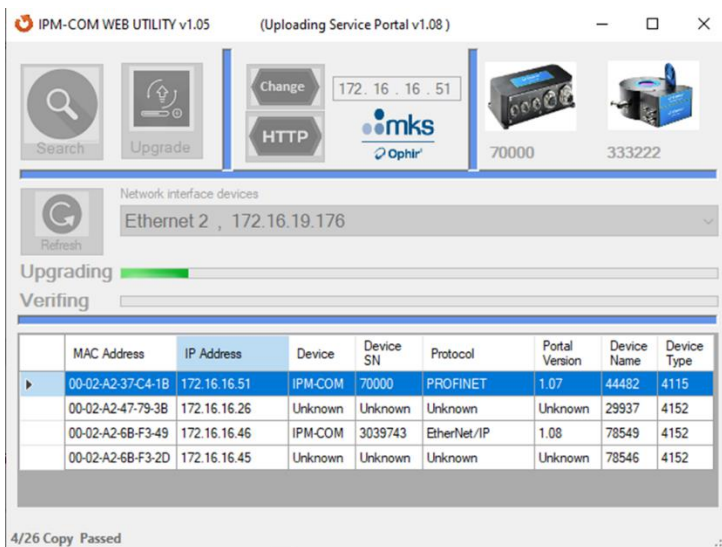 IPM-COM WEB UTILITY v1.05 (Uploading Service Portal v1.08 )
Search
Upgrade
Change
HTTP
172. 16 . 16 . 51
mks
Ophir
70000
333222
Refresh
Network interface devices
Ethernet 2 , 172.16.19.176
Upgrading
Verifing
MAC Address IP Address Device Device SN Protocol Portal Version Device Name Device Type
00-02-A2-37-C4-1B 172.16.16.51 IPM-COM 70000 PROFINET 1.07 44482 4115
00-02-A2-47-79-3B 172.16.16.26 Unknown Unknown Unknown Unknown 29937 4152
00-02-A2-6B-F3-49 172.16.16.46 IPM-COM 3039743 EtherNet/IP 1.08 78549 4152
00-02-A2-6B-F3-2D 172.16.16.45 Unknown Unknown Unknown Unknown 78546 4152
4/26 Copy Passed